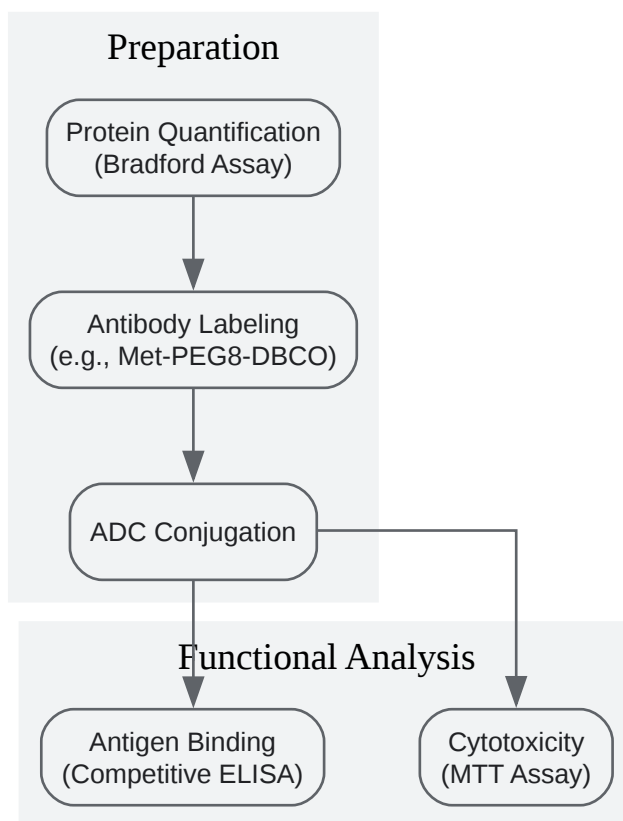 Preparation
Protein Quantification
(Bradford Assay)
Antibody Labeling
(e.g., Met-PEG8-DBCO)
ADC Conjugation
Functional Analysis
Antigen Binding
(Competitive ELISA)
Cytotoxicity
(MTT Assay)